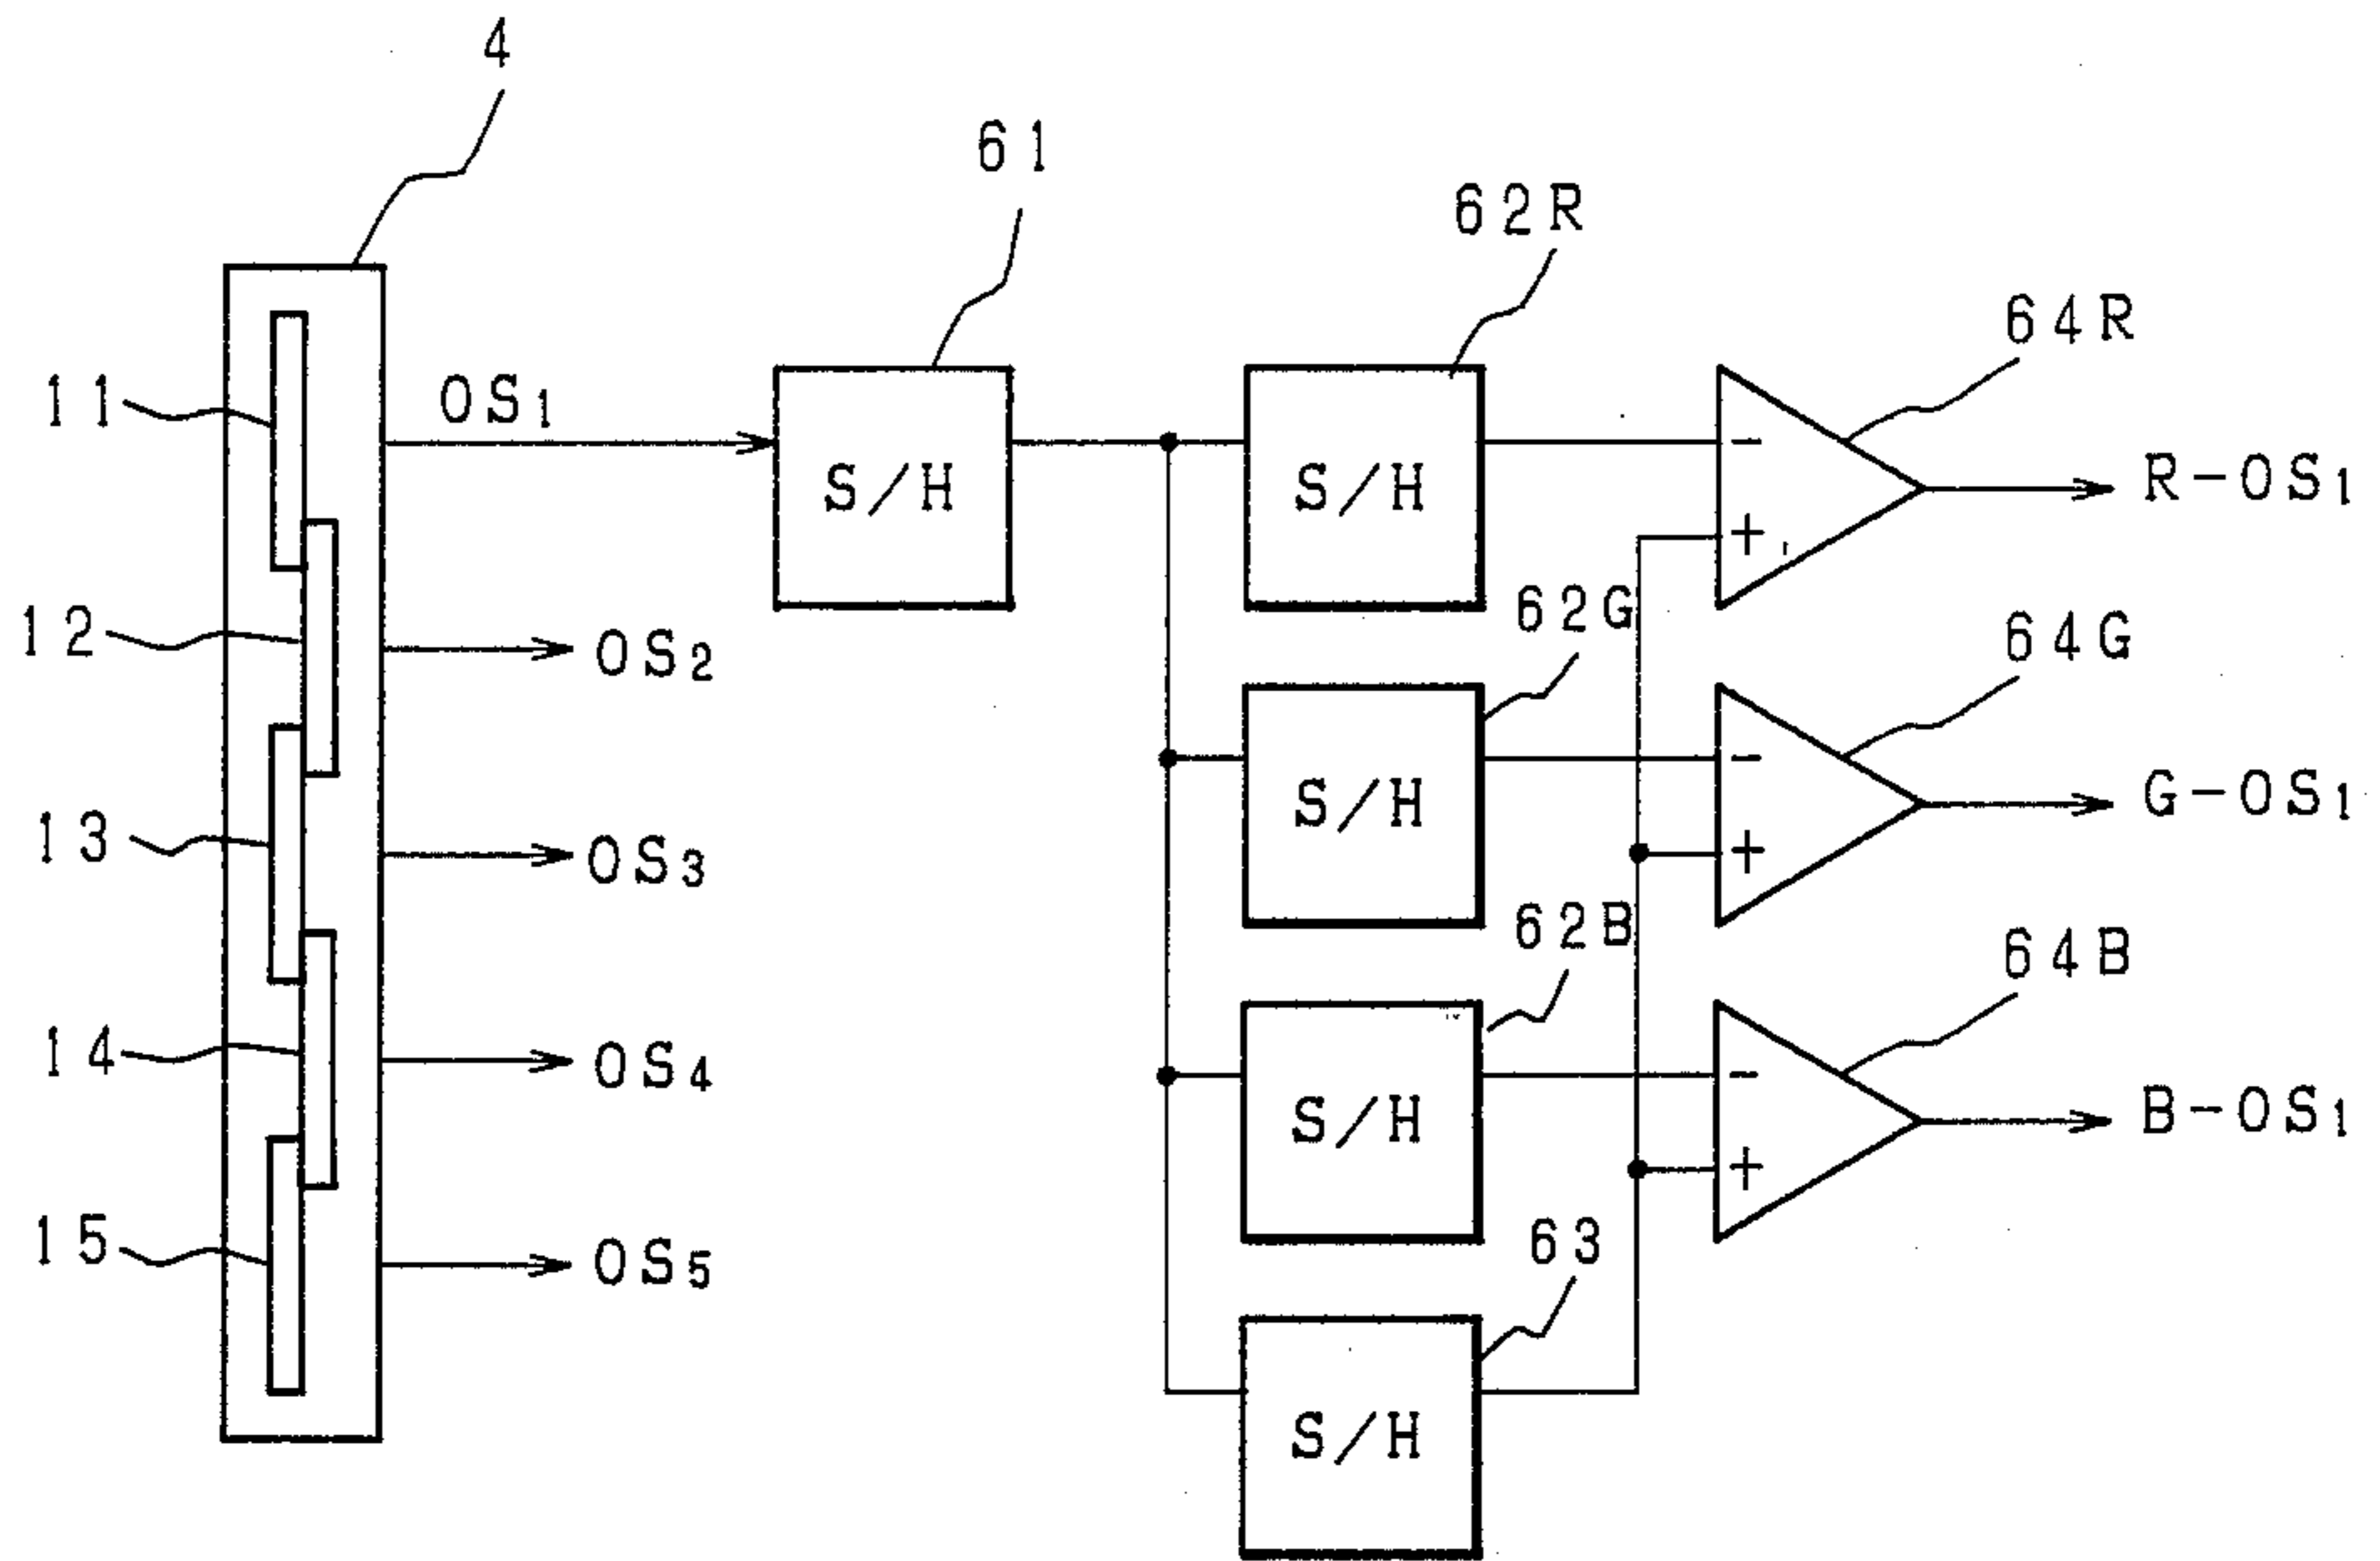 4
61
62R
64R
11
OS1
S/H
S/H
-
+
R-OS1
12
OS2
62G
64G
13
OS3
S/H
-
+
G-OS1
62B
64B
14
OS4
S/H
-
+
B-OS1
15
OS5
63
S/H